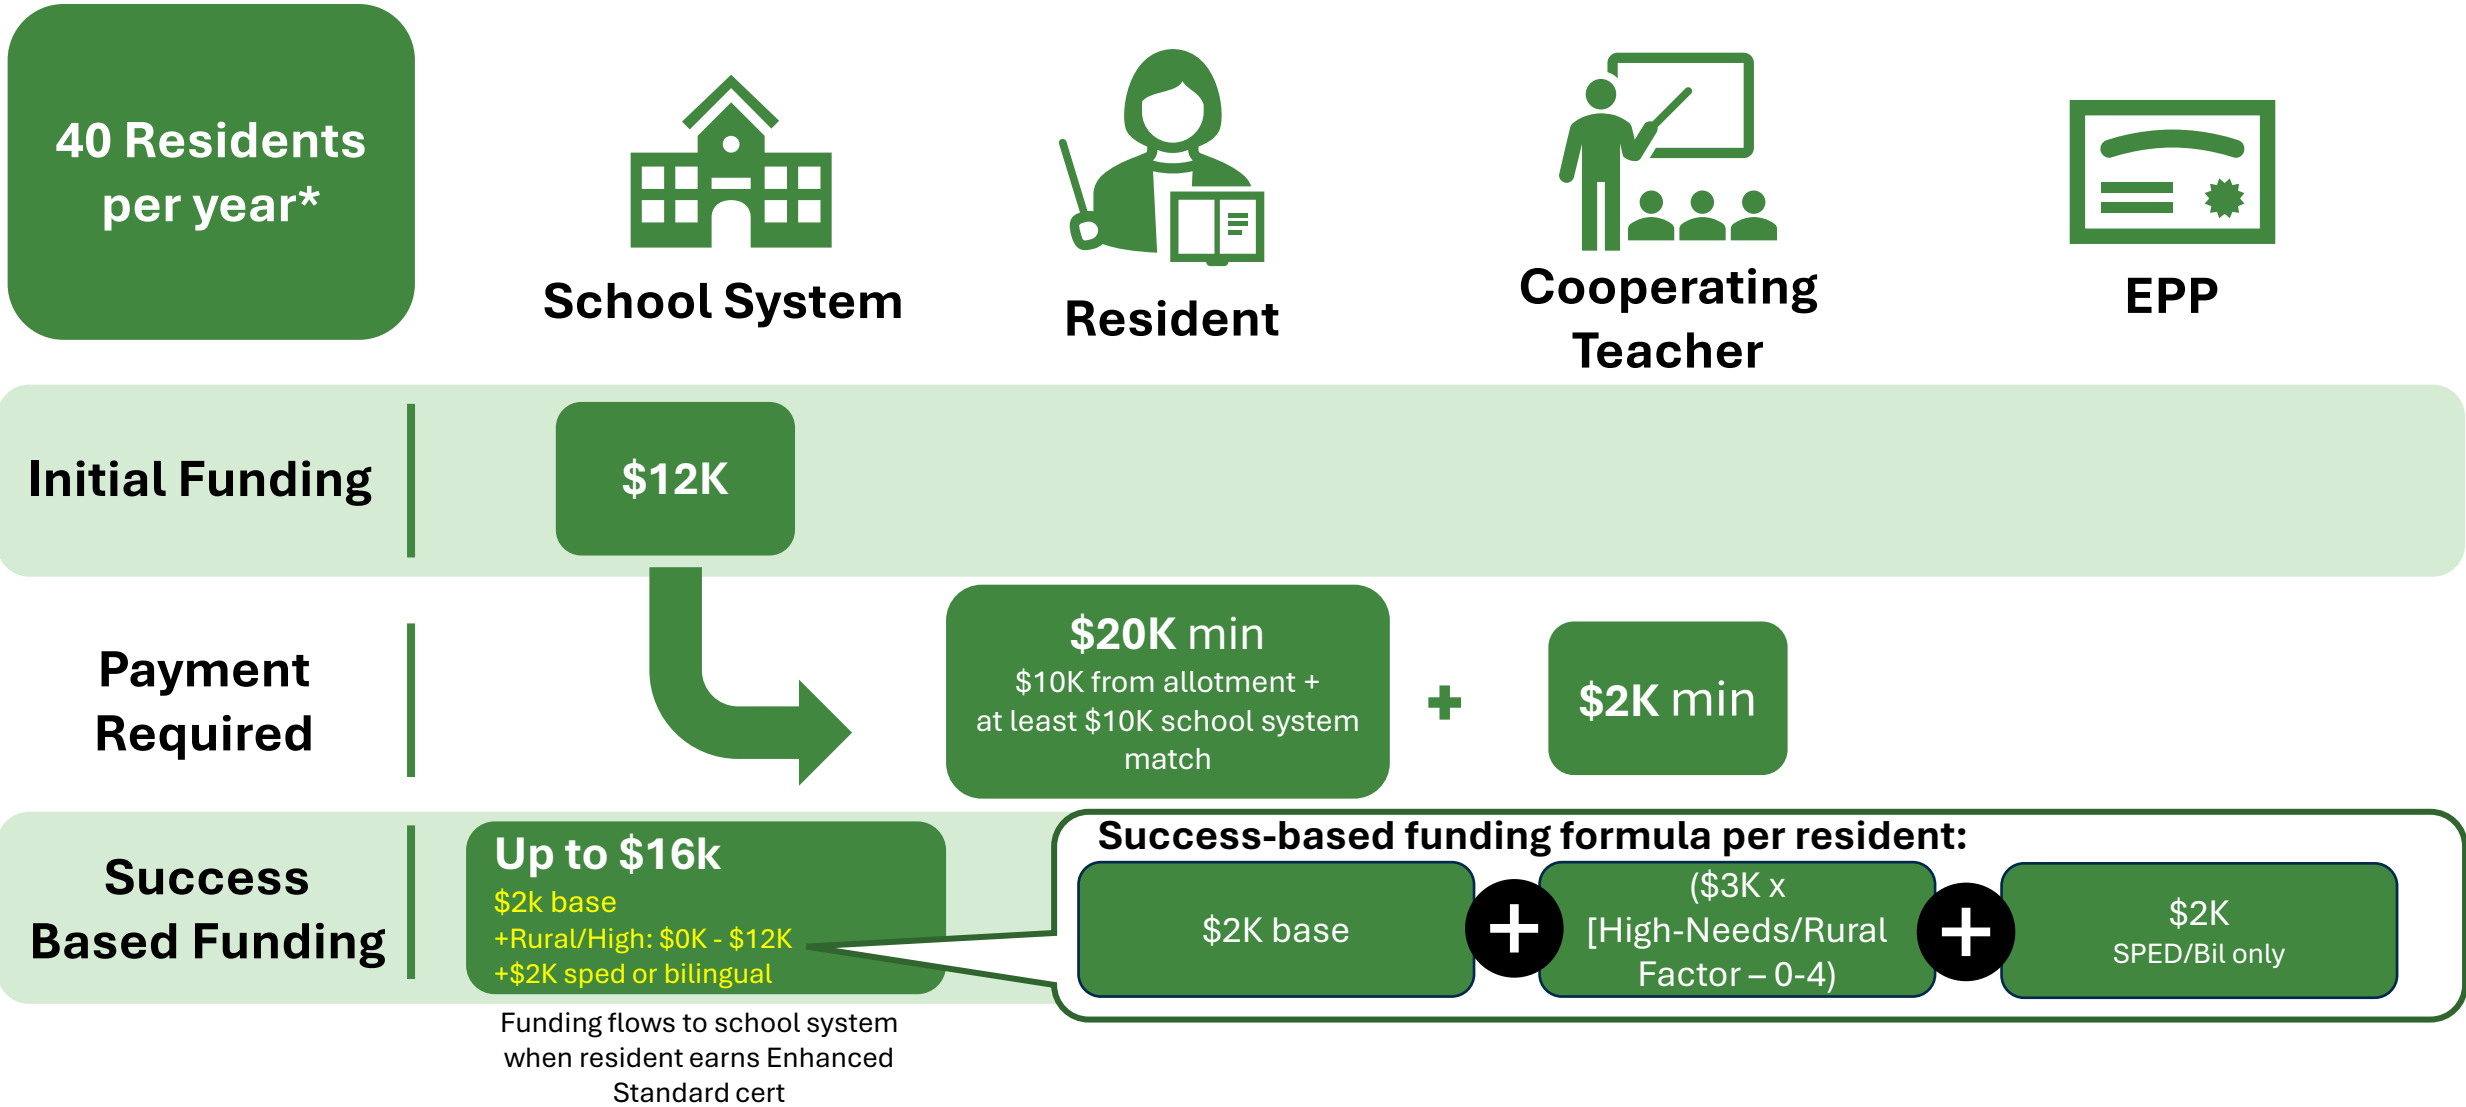 40 Residents
per year*
School System
Resident
Cooperating
Teacher
EPP
Initial Funding
$12K
Payment
Required
$20K min
$10K from allotment +
at least $10K school system
match
+
$2K min
Success
Based Funding
Up to $16k
$2k base
+Rural/High: $0K - $12K
+$2K sped or bilingual
Funding flows to school system
when resident earns Enhanced
Standard cert
Success-based funding formula per resident:
$2K base
+
($3K x
[High-Needs/Rural
Factor – 0-4)
+
$2K
SPED/Bil only